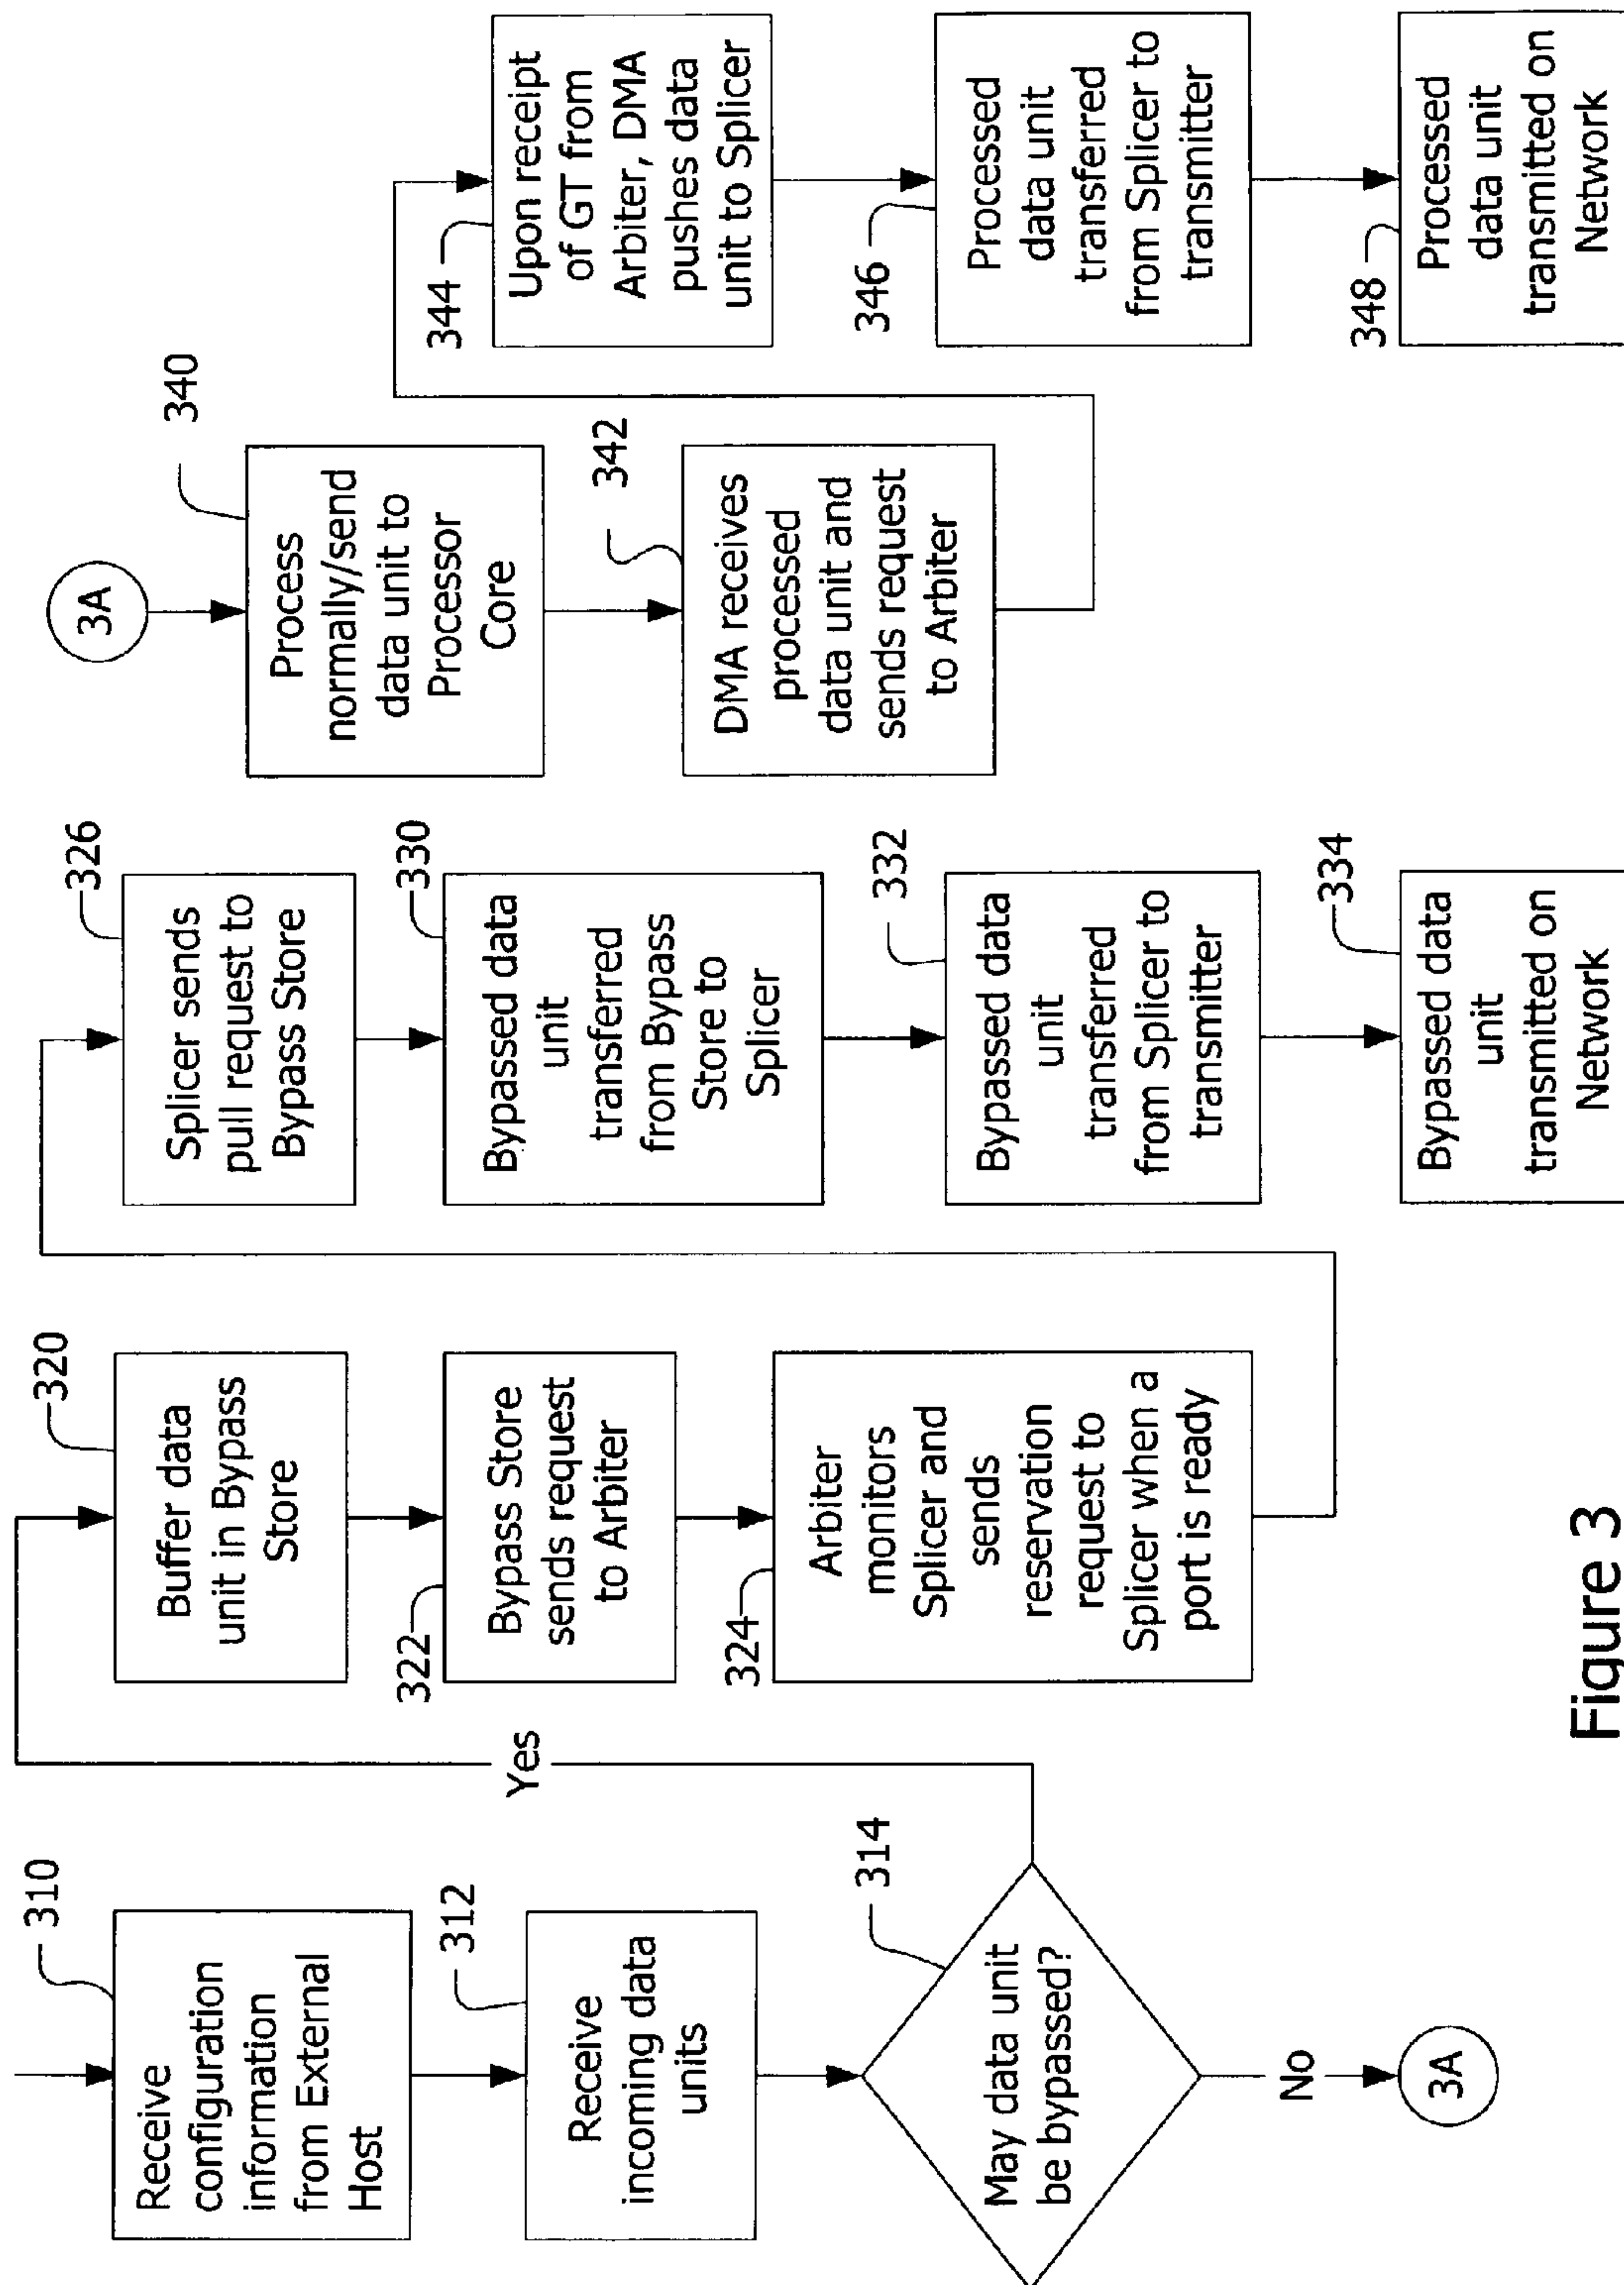 310
Receive
configuration
information
from External
Host
312
Receive
incoming data
units
314
May data unit
be bypassed?
Yes
No
3A
320
Buffer data
unit in Bypass
Store
322
Bypass Store
sends request
to Arbiter
324
Arbiter
monitors
Splicer and
sends
reservation
request to
Splicer when a
port is ready
326
Splicer sends
pull request to
Bypass Store
330
Bypassed data
unit
transferred
from Bypass
Store to
Splicer
332
Bypassed data
unit
transferred
from Splicer to
transmitter
334
Bypassed data
unit
transmitted on
Network
3A
340
Process
normally/send
data unit to
Processor
Core
342
DMA receives
processed
data unit and
sends request
to Arbiter
344
Upon receipt
of GT from
Arbiter, DMA
pushes data
unit to Splicer
346
Processed
data unit
transferred
from Splicer to
transmitter
348
Processed
data unit
transmitted on
Network
Figure 3